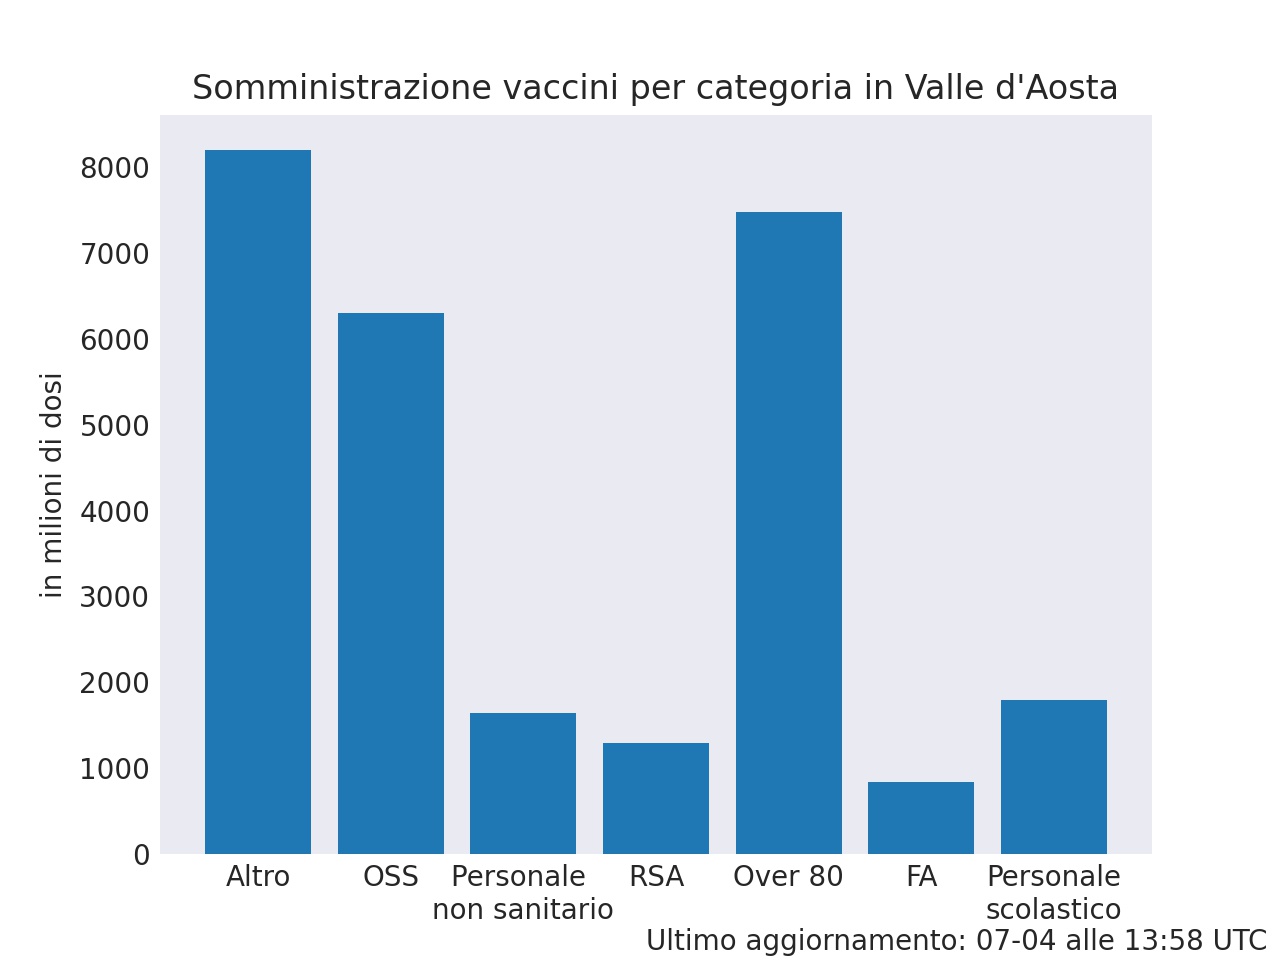 Somministrazione vaccini per categoria in Valle d'Aosta
in milioni di dosi
8000
7000
6000
5000
4000
3000
2000
1000
0
Altro
OSS
Personale
non sanitario
RSA
Over 80
FA
Personale
scolastico
Ultimo aggiornamento: 07-04 alle 13:58 UTC